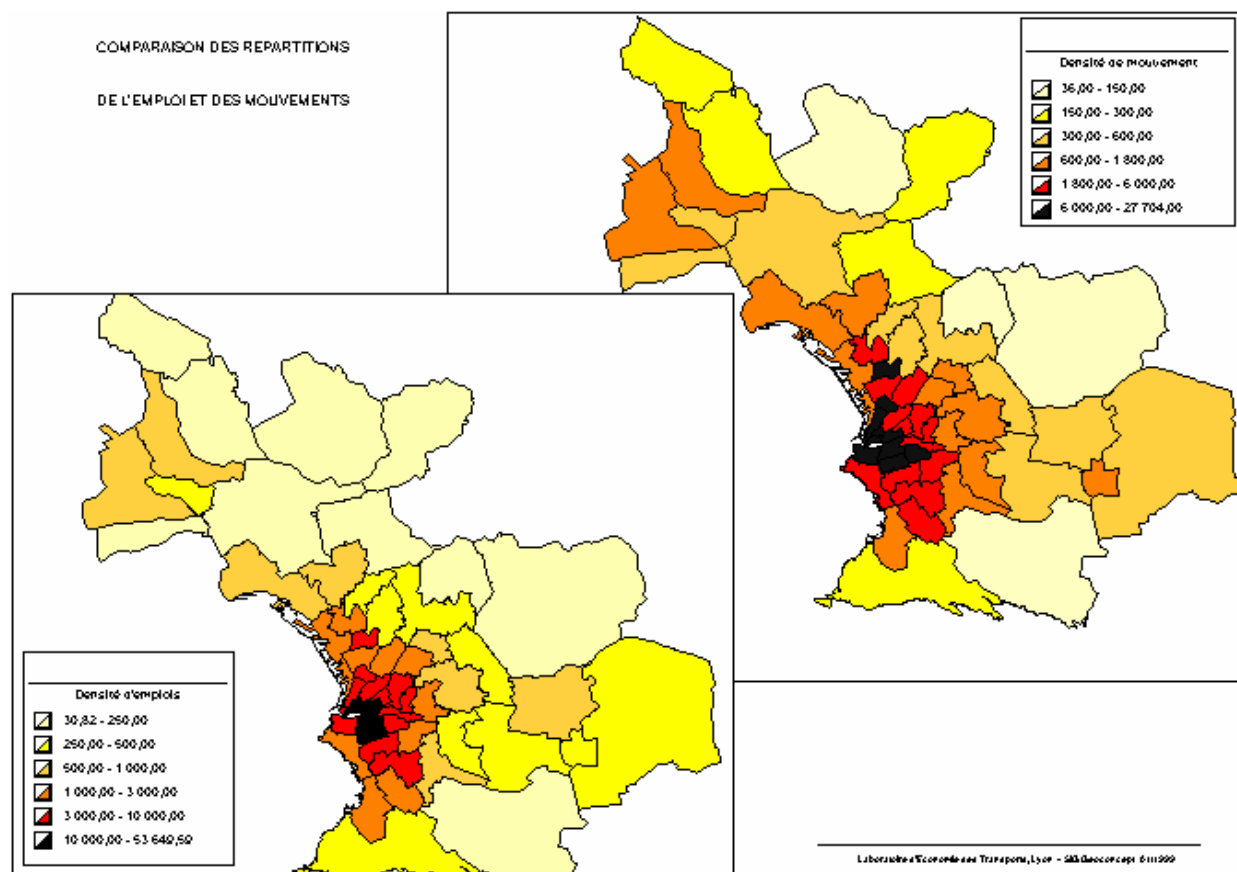 COMPARAISON DES REPARTITIONS
DE L'EMPLOI ET DES MOUVEMENTS
Densité de mouvement
36,00 - 150,00
150,00 - 300,00
300,00 - 600,00
600,00 - 1 800,00
1 800,00 - 6 000,00
6 000,00 - 27 704,00
Densité d'emplois
30,82 - 250,00
250,00 - 500,00
500,00 - 1 000,00
1 000,00 - 3 000,00
3 000,00 - 10 000,00
10 000,00 - 53 649,59
Laboratoire d'Economie des Transports, Lyon -